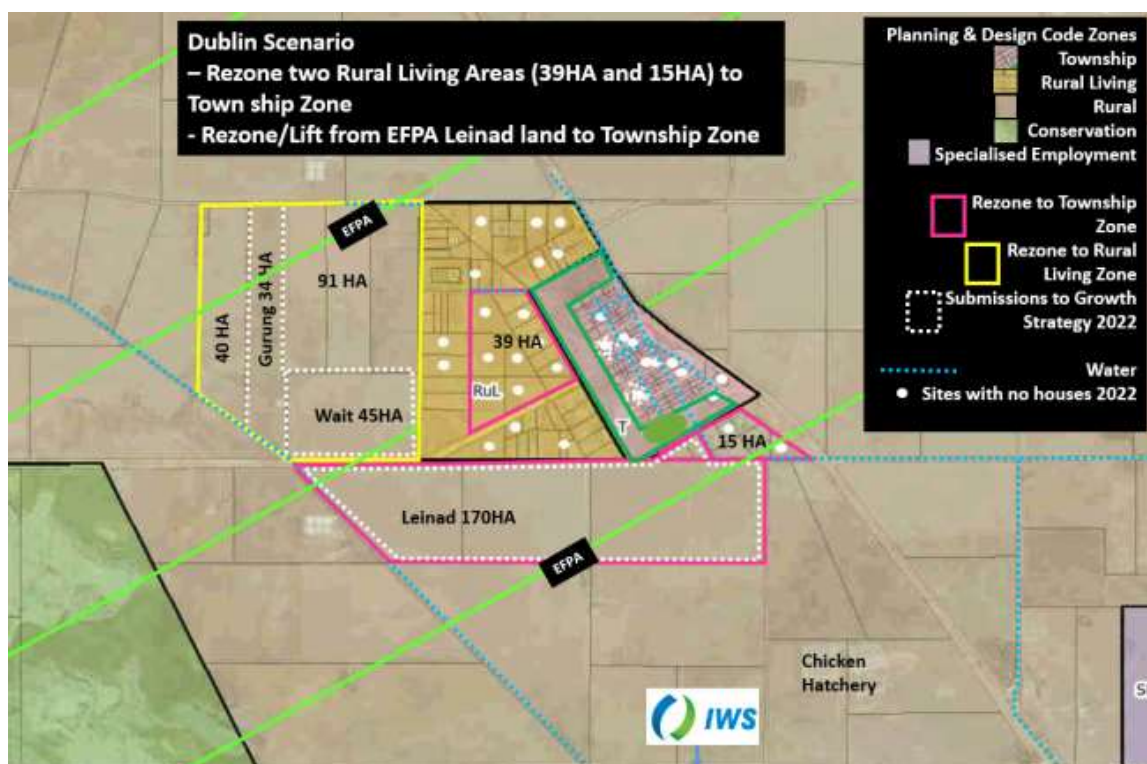 Dublin Scenario
– Rezone two Rural Living Areas (39HA and 15HA) to
Town ship Zone
- Rezone/Lift from EFPA Leinad land to Township Zone
Planning & Design Code Zones
Township
Rural Living
Rural
Conservation
Specialised Employment
Rezone to Township
Zone
Rezone to Rural
Living Zone
Submissions to Growth
Strategy 2022
Water
Sites with no houses 2022
EFPA
40 HA
Gurung 34 HA
91 HA
39 HA
RuL
Wait 45HA
T
15 HA
Leinad 170HA
EFPA
Chicken
Hatchery
IWS
S